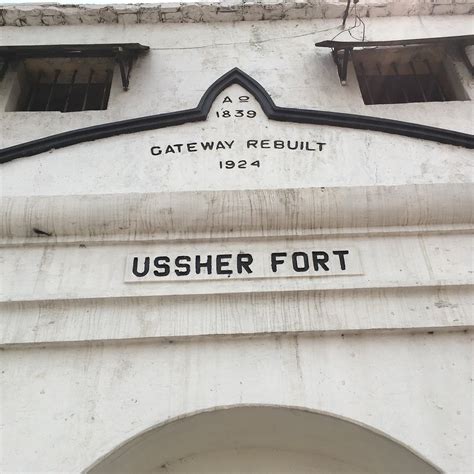 Aº
1839
GATEWAY REBUILT
1924
USSHER FORT